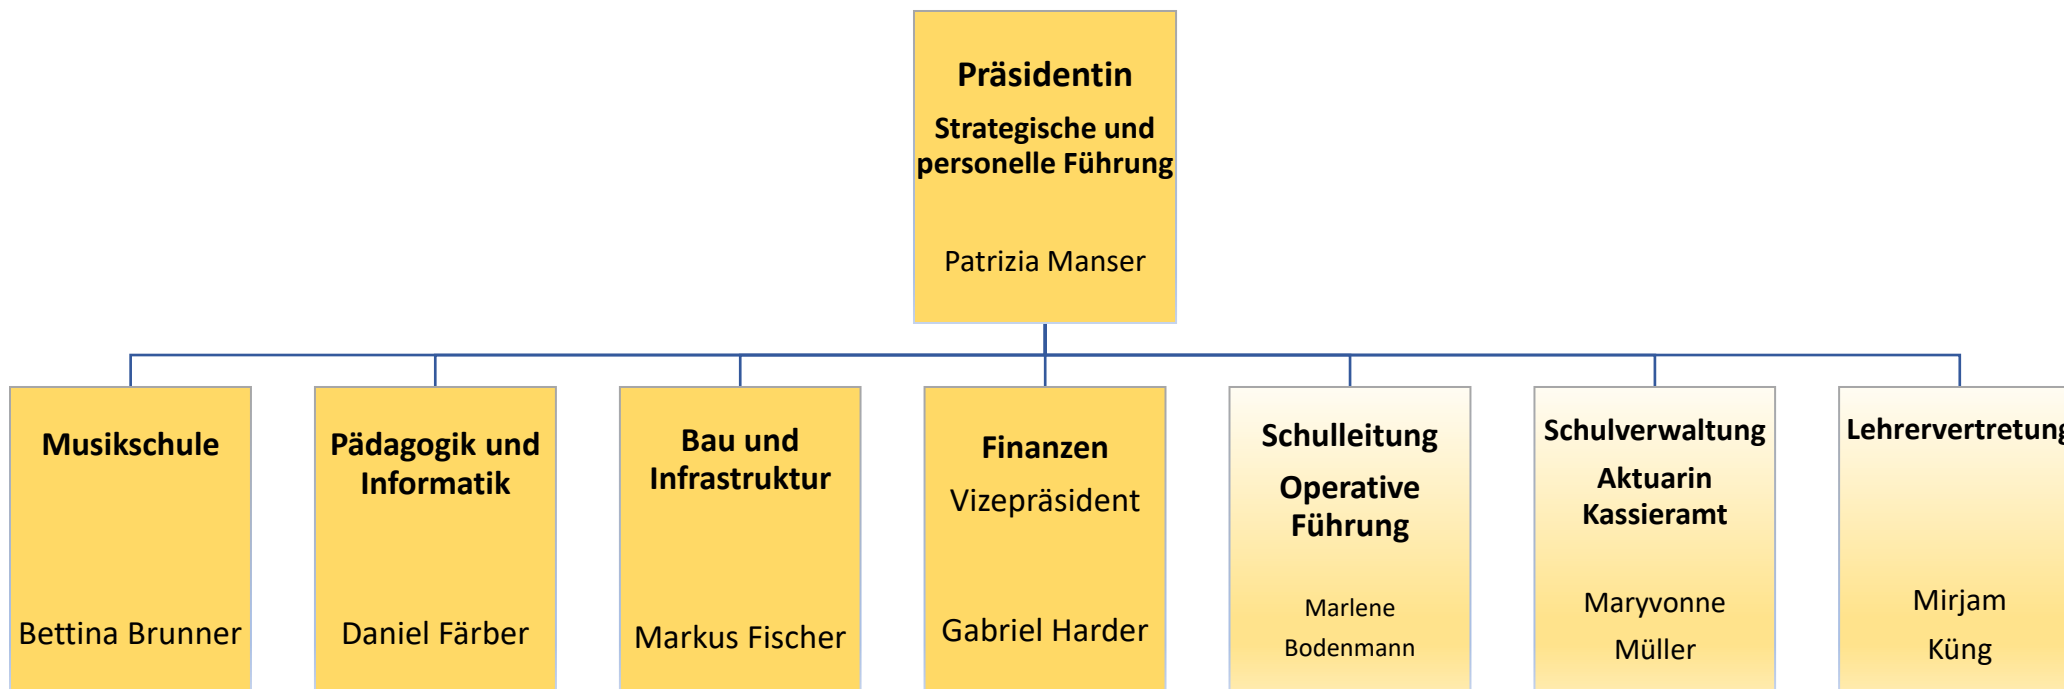 Präsidentin
Strategische und
personelle Führung
Patrizia Manser
Musikschule
Bettina Brunner
Pädagogik und
Informatik
Daniel Färber
Bau und
Infrastruktur
Markus Fischer
Finanzen
Vizepräsident
Gabriel Harder
Schulleitung
Operative
Führung
Marlene
Bodenmann
Schulverwaltung
Aktuarin
Kassieramt
Maryvonne
Müller
Lehrervertretung
Mirjam
Küng